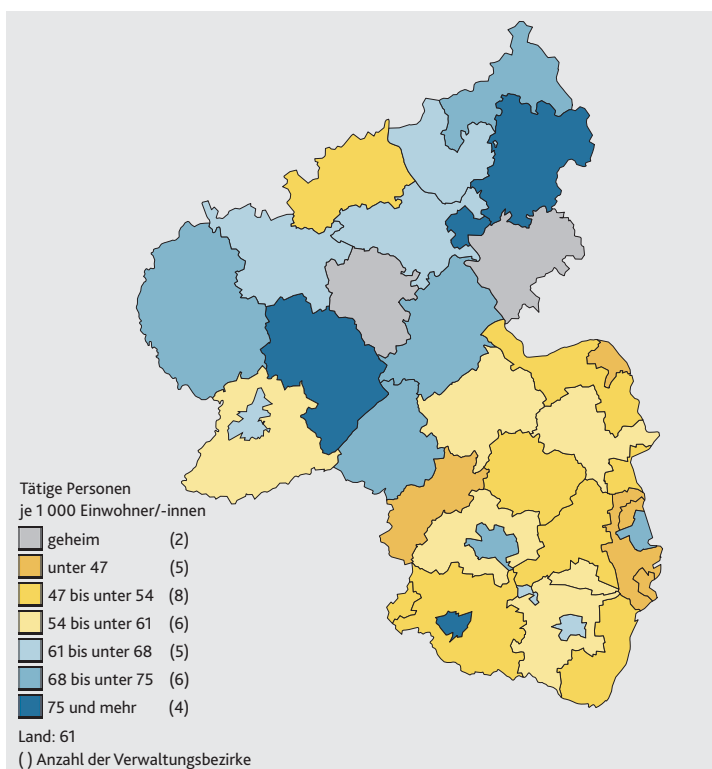 Tätige Personen
je 1 000 Einwohner/-innen
geheim (2)
unter 47 (5)
47 bis unter 54 (8)
54 bis unter 61 (6)
61 bis unter 68 (5)
68 bis unter 75 (6)
75 und mehr (4)
Land: 61
( ) Anzahl der Verwaltungsbezirke